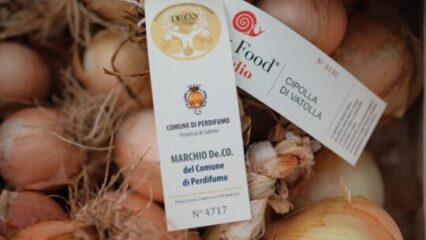 DE.CO.
COMUNE DI PERDIFUMO
Provincia di Salerno
MARCHIO De.CO.
del Comune
di Perdifumo
N° 4717
Food®
N° 3140
CIPOLLA
DI VATOLLA